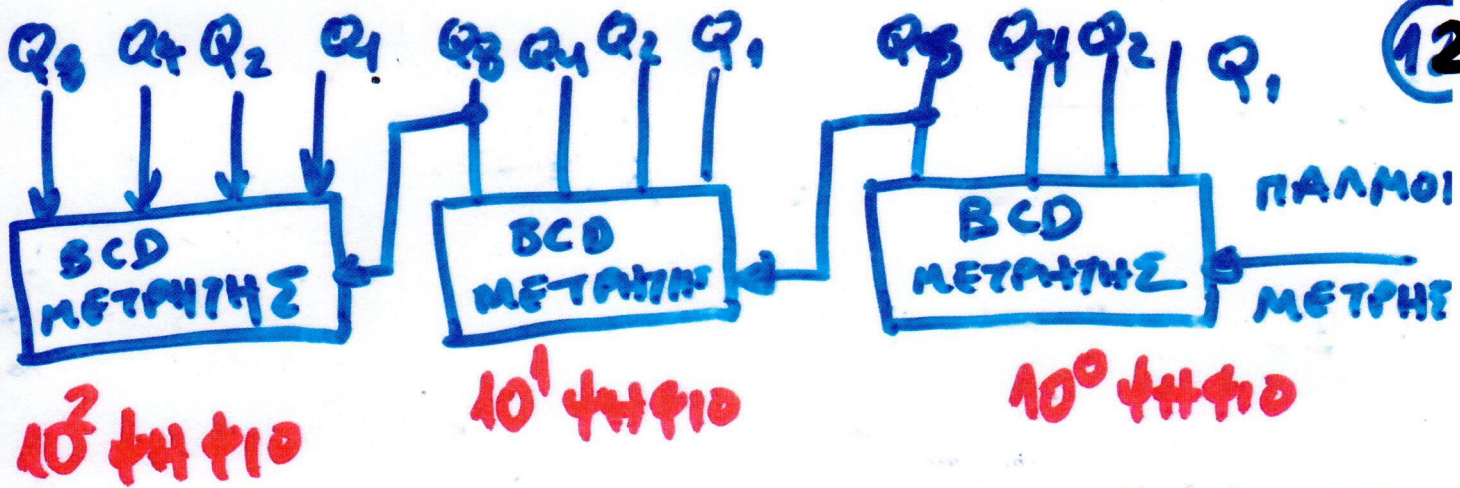 Q8 Q4 Q2 Q1 Q8 Q4 Q2 Q1 Q8 Q4 Q2 Q1 12
ΠΑΛΜΟΙ
BCD BCD BCD
ΜΕΤΡΗΤΗΣ ΜΕΤΡΗΤΗΣ ΜΕΤΡΗΤΗΣ ΜΕΤΡΗΣ
10² ΨΗΦΙΟ 10¹ ΨΗΦΙΟ 10⁰ ΨΗΦΙΟ